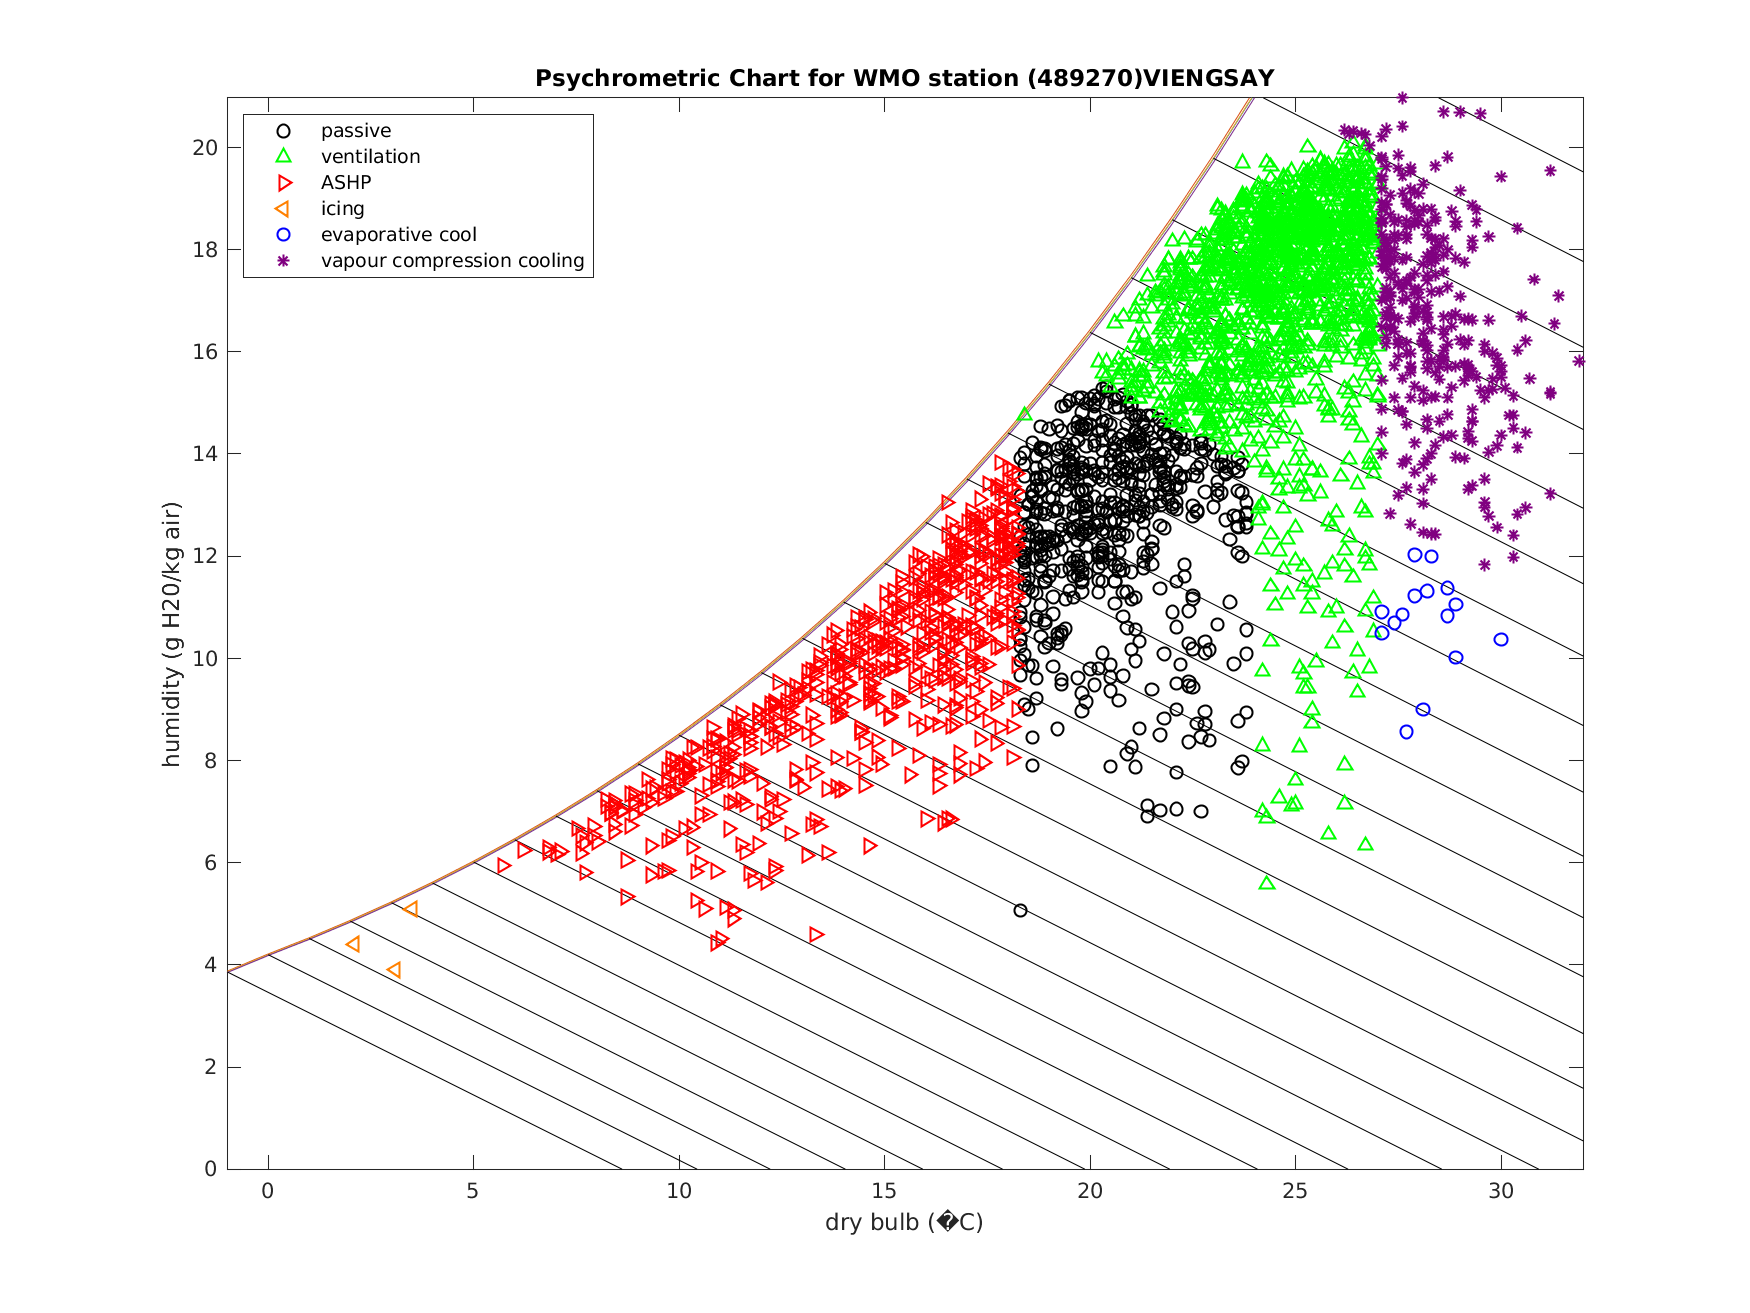 Psychrometric Chart for WMO station (489270)VIENGSAY
passive
ventilation
ASHP
icing
evaporative cool
vapour compression cooling
20
18
16
14
12
10
8
6
4
2
0
humidity (g H20/kg air)
0 5 10 15 20 25 30
dry bulb (�C)